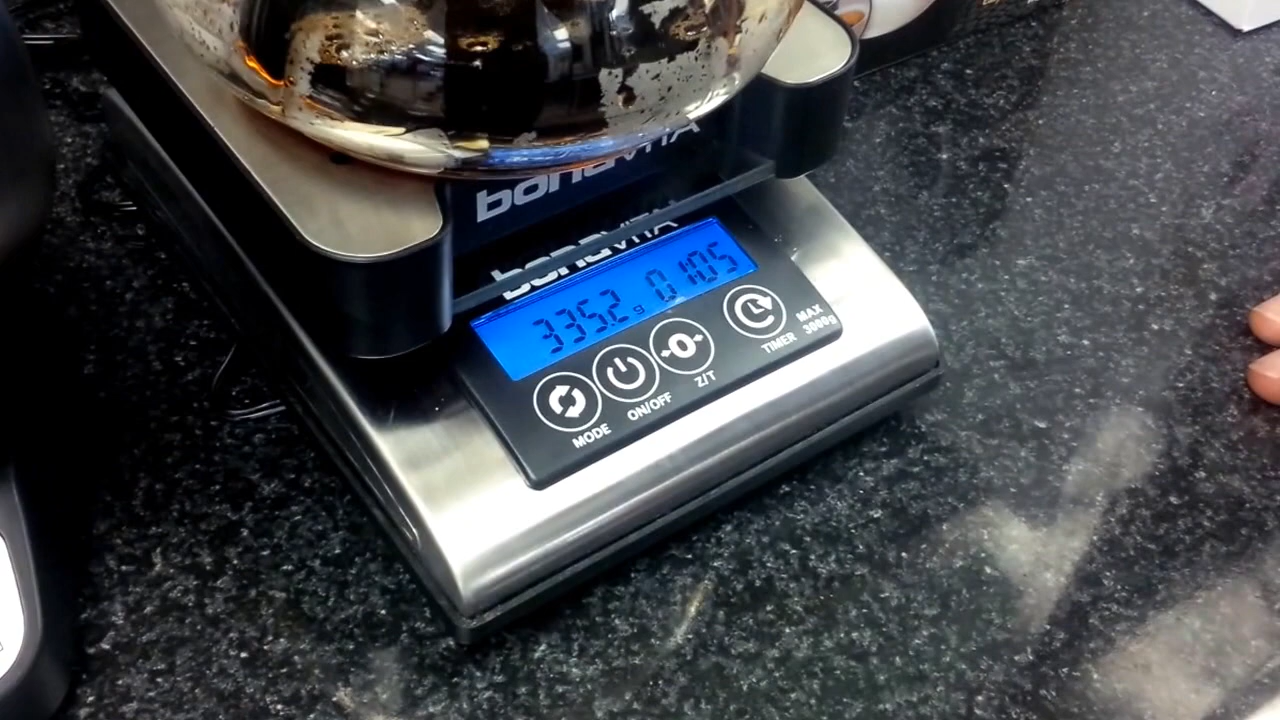 bonaVITA
bonaVITA
335.2 g 01:05
MODE ON/OFF Z/T TIMER MAX
3000g